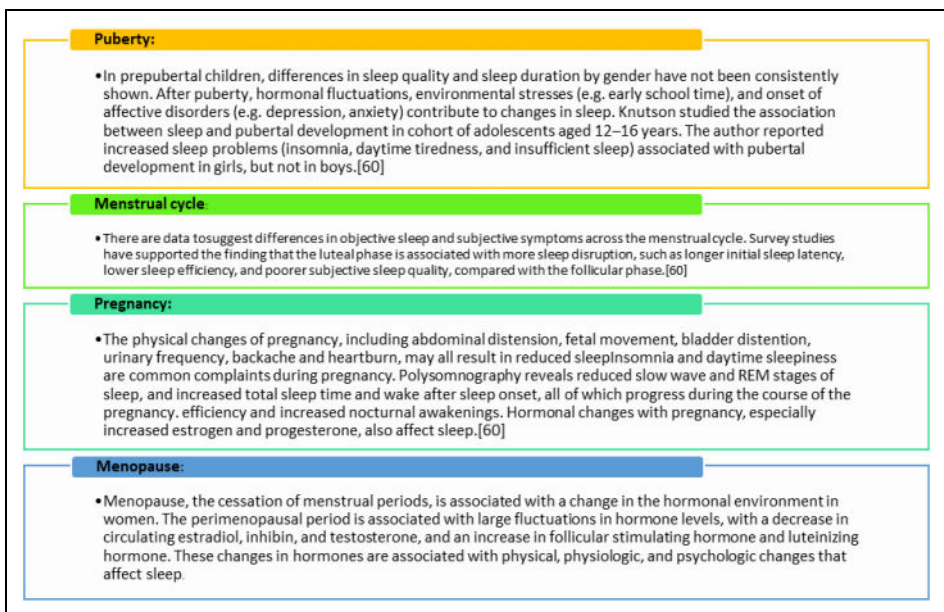 Puberty:
•In prepubertal children, differences in sleep quality and sleep duration by gender have not been consistently
shown. After puberty, hormonal fluctuations, environmental stresses (e.g. early school time), and onset of
affective disorders (e.g. depression, anxiety) contribute to changes in sleep. Knutson studied the association
between sleep and pubertal development in cohort of adolescents aged 12–16 years. The author reported
increased sleep problems (insomnia, daytime tiredness, and insufficient sleep) associated with pubertal
development in girls, but not in boys.[60]
Menstrual cycle:
•There are data tosuggest differences in objective sleep and subjective symptoms across the menstrual cycle. Survey studies
have supported the finding that the luteal phase is associated with more sleep disruption, such as longer initial sleep latency,
lower sleep efficiency, and poorer subjective sleep quality, compared with the follicular phase.[60]
Pregnancy:
•The physical changes of pregnancy, including abdominal distension, fetal movement, bladder distention,
urinary frequency, backache and heartburn, may all result in reduced sleepInsomnia and daytime sleepiness
are common complaints during pregnancy. Polysomnography reveals reduced slow wave and REM stages of
sleep, and increased total sleep time and wake after sleep onset, all of which progress during the course of the
pregnancy. efficiency and increased nocturnal awakenings. Hormonal changes with pregnancy, especially
increased estrogen and progesterone, also affect sleep.[60]
Menopause:
•Menopause, the cessation of menstrual periods, is associated with a change in the hormonal environment in
women. The perimenopausal period is associated with large fluctuations in hormone levels, with a decrease in
circulating estradiol, inhibin, and testosterone, and an increase in follicular stimulating hormone and luteinizing
hormone. These changes in hormones are associated with physical, physiologic, and psychologic changes that
affect sleep.